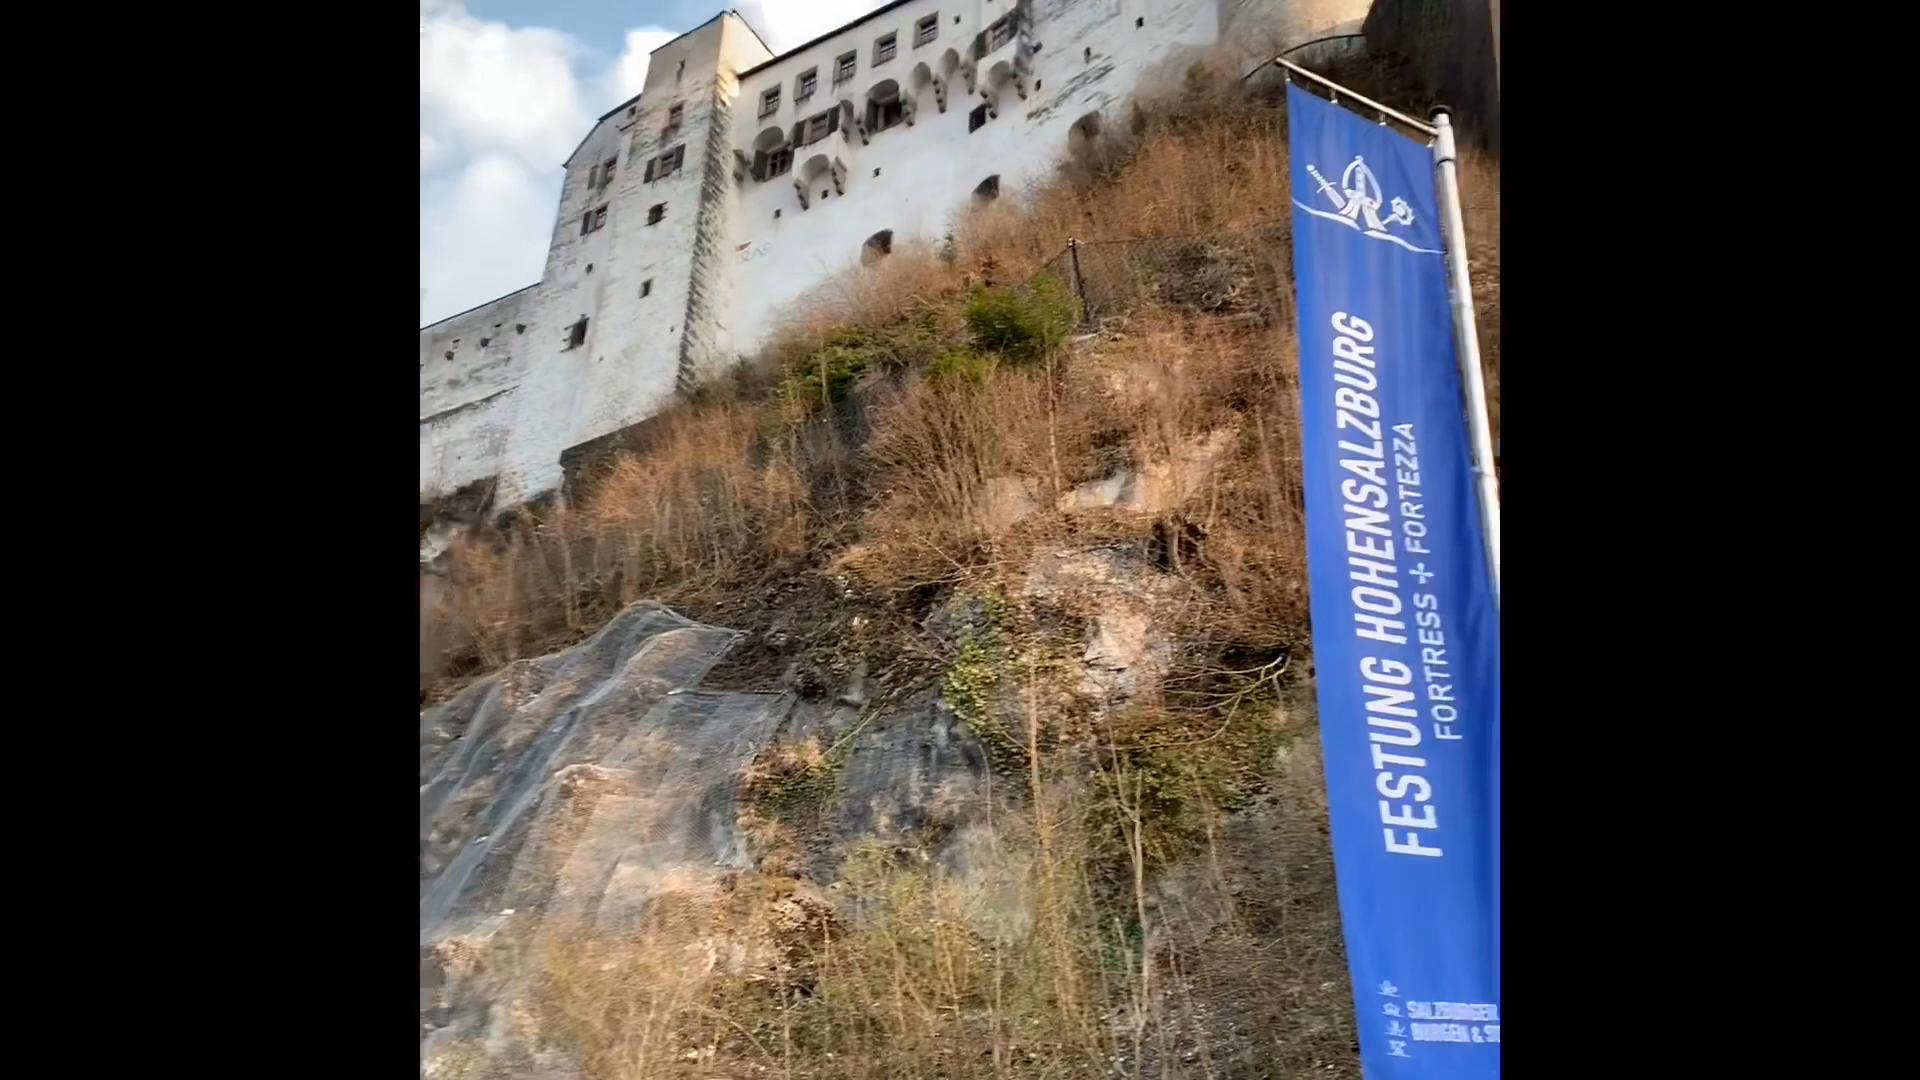 FESTUNG HOHENSALZBURG
FORTRESS + FORTEZZA
SALZBURGER
BURGEN &